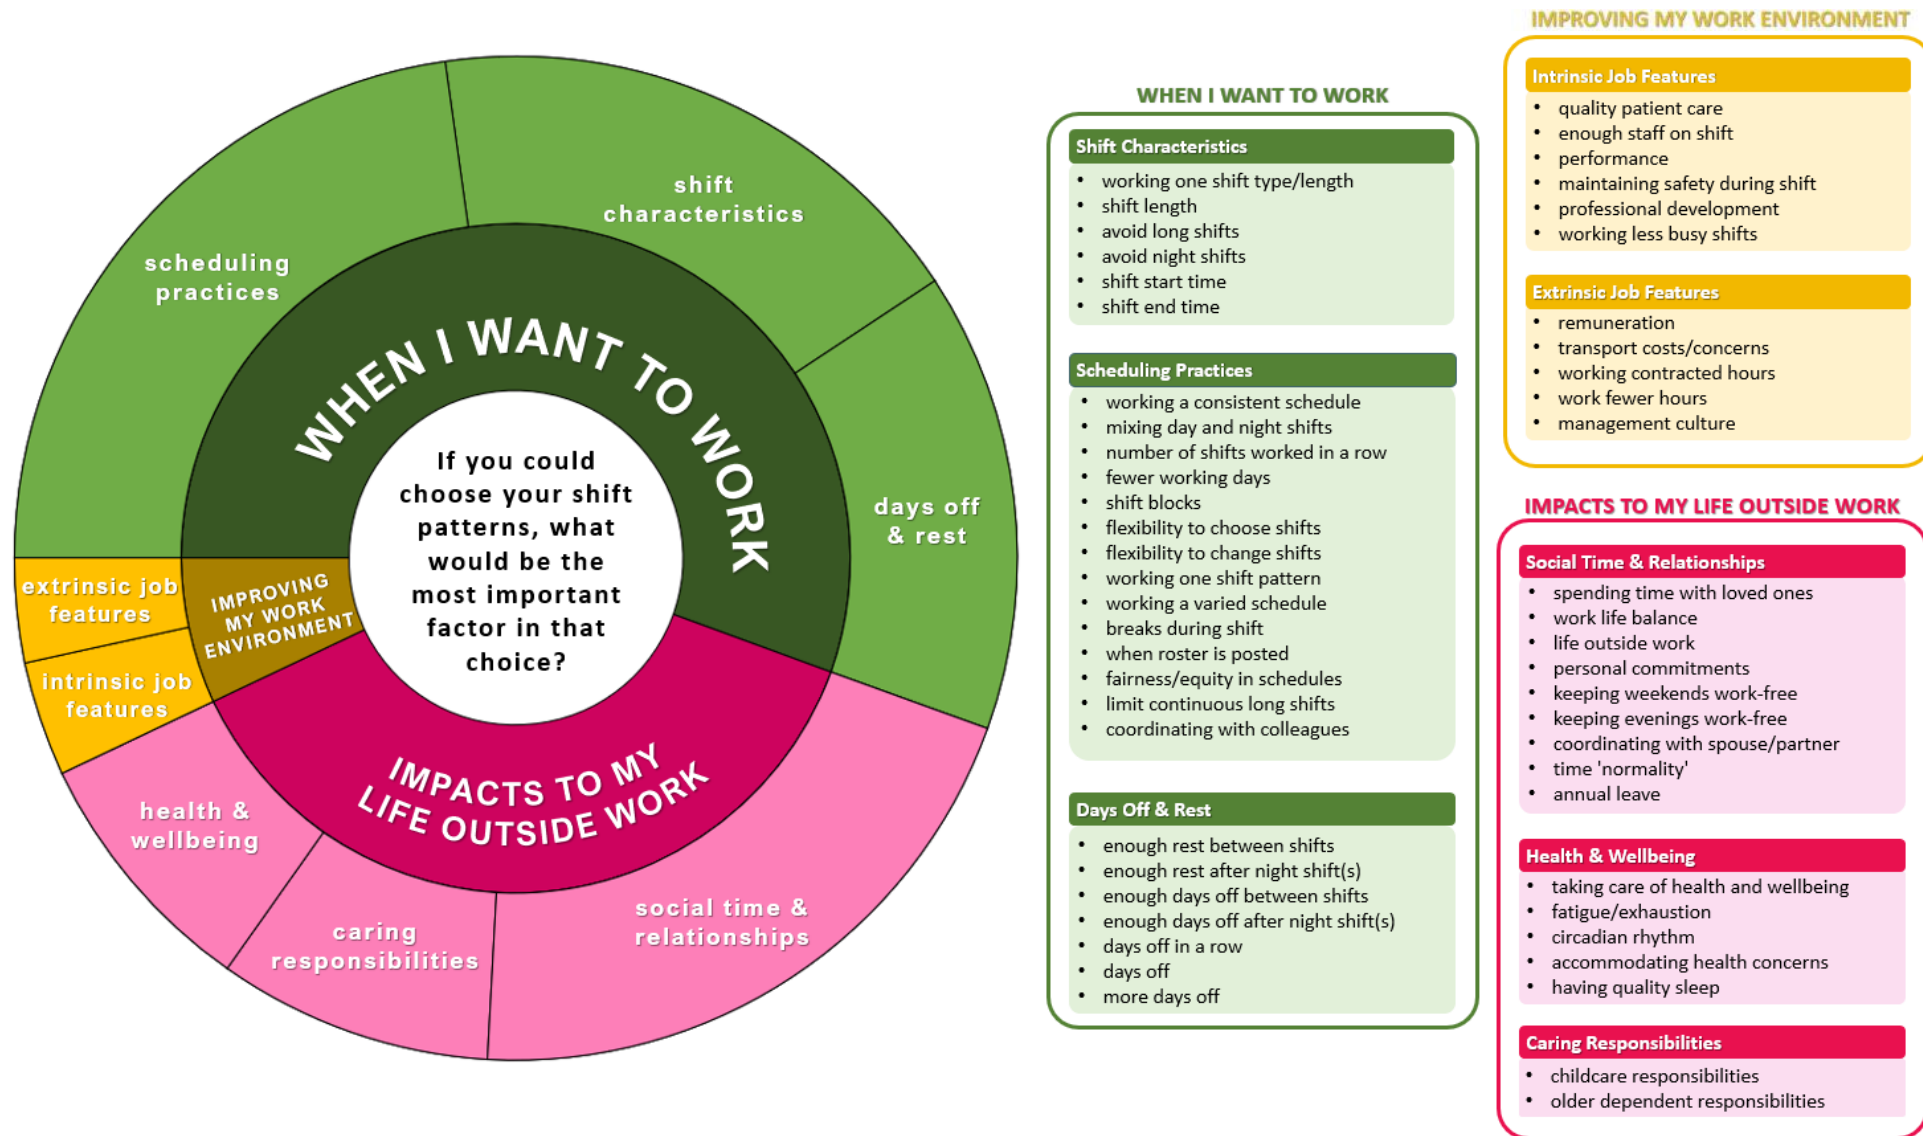 scheduling
practices
shift
characteristics
days off
& rest
WHEN I WANT TO WORK
If you could
choose your shift
patterns, what
would be the
most important
factor in that
choice?
extrinsic job
features
intrinsic job
features
IMPROVING
MY WORK
ENVIRONMENT
IMPACTS TO MY
LIFE OUTSIDE WORK
health &
wellbeing
caring
responsibilities
social time &
relationships
WHEN I WANT TO WORK
Shift Characteristics
• working one shift type/length
• shift length
• avoid long shifts
• avoid night shifts
• shift start time
• shift end time
Scheduling Practices
• working a consistent schedule
• mixing day and night shifts
• number of shifts worked in a row
• fewer working days
• shift blocks
• flexibility to choose shifts
• flexibility to change shifts
• working one shift pattern
• working a varied schedule
• breaks during shift
• when roster is posted
• fairness/equity in schedules
• limit continuous long shifts
• coordinating with colleagues
Days Off & Rest
• enough rest between shifts
• enough rest after night shift(s)
• enough days off between shifts
• enough days off after night shift(s)
• days off in a row
• days off
• more days off
IMPROVING MY WORK ENVIRONMENT
Intrinsic Job Features
• quality patient care
• enough staff on shift
• performance
• maintaining safety during shift
• professional development
• working less busy shifts
Extrinsic Job Features
• remuneration
• transport costs/concerns
• working contracted hours
• work fewer hours
• management culture
IMPACTS TO MY LIFE OUTSIDE WORK
Social Time & Relationships
• spending time with loved ones
• work life balance
• life outside work
• personal commitments
• keeping weekends work-free
• keeping evenings work-free
• coordinating with spouse/partner
• time 'normality'
• annual leave
Health & Wellbeing
• taking care of health and wellbeing
• fatigue/exhaustion
• circadian rhythm
• accommodating health concerns
• having quality sleep
Caring Responsibilities
• childcare responsibilities
• older dependent responsibilities